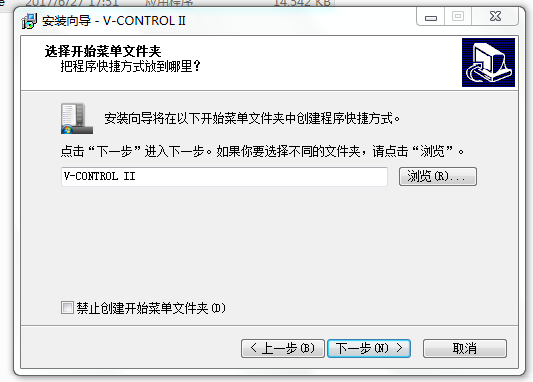 2017/6/27 17:51 应用程序 14,542 KB
安装向导 - V-CONTROL II
选择开始菜单文件夹
把程序快捷方式放到哪里？
安装向导将在以下开始菜单文件夹中创建程序快捷方式。
点击“下一步”进入下一步。如果你要选择不同的文件夹，请点击“浏览”。
V-CONTROL II
浏览(R)...
禁止创建开始菜单文件夹(D)
< 上一步(B)
下一步(N) >
取消